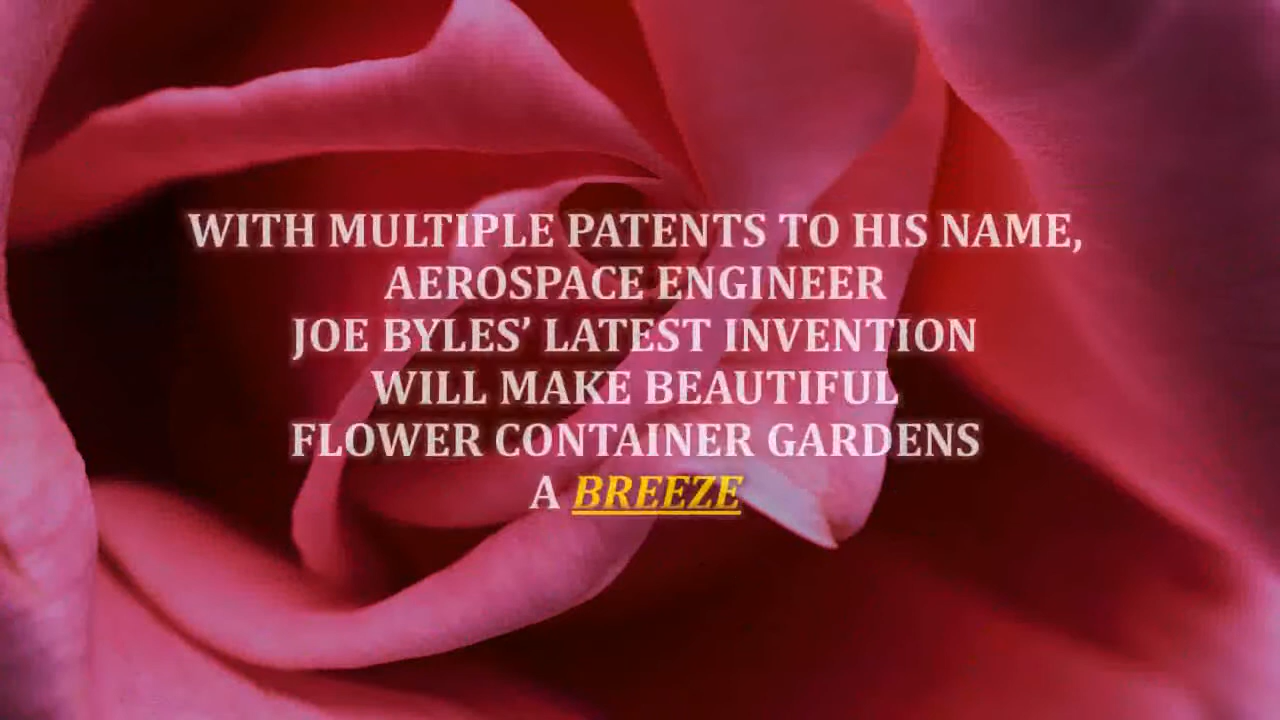 WITH MULTIPLE PATENTS TO HIS NAME,
AEROSPACE ENGINEER
JOE BYLES’ LATEST INVENTION
WILL MAKE BEAUTIFUL
FLOWER CONTAINER GARDENS
A BREEZE